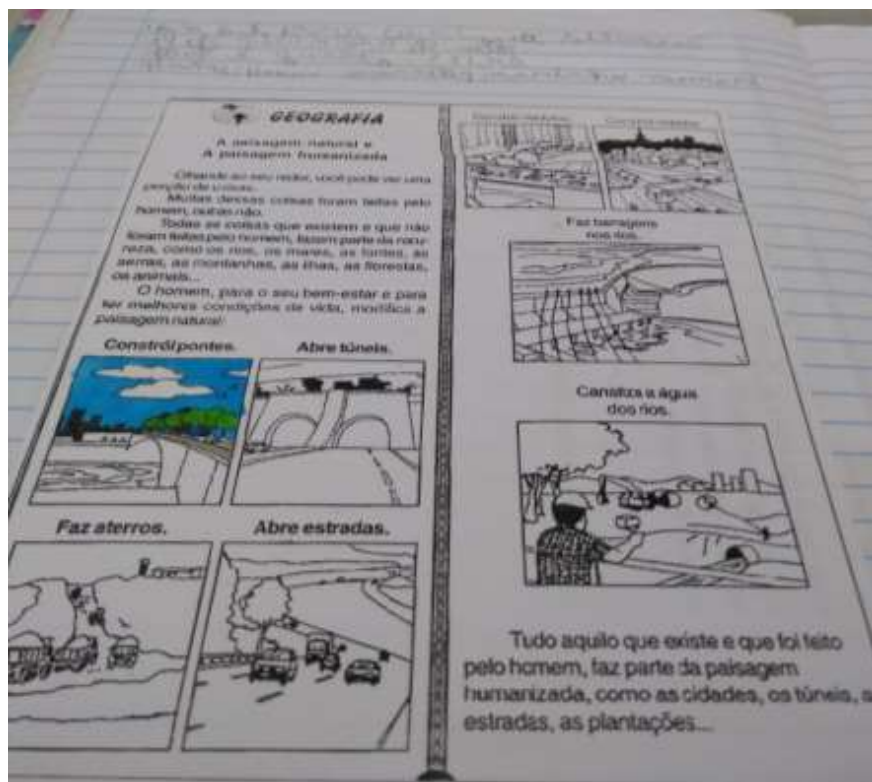 GEOGRAFIA
A paisagem natural e
A paisagem humanizada
Olhando ao seu redor, você pode ver uma
porção de coisas.
Muitas dessas coisas foram feitas pelo
homem, outras não.
Todas as coisas que existem e que não
foram feitas pelo homem, fazem parte da natu-
reza, como os rios, os mares, as fontes, as
serras, as montanhas, as ilhas, as florestas,
os animais...
O homem, para o seu bem-estar e para
ter melhores condições de vida, modifica a
paisagem natural:
Constrói pontes.
Abre túneis.
Faz aterros.
Abre estradas.
Faz barragens
nos rios.
Canaliza a água
dos rios.
Tudo aquilo que existe e que foi feito
pelo homem, faz parte da paisagem
humanizada, como as cidades, os túneis,
estradas, as plantações...